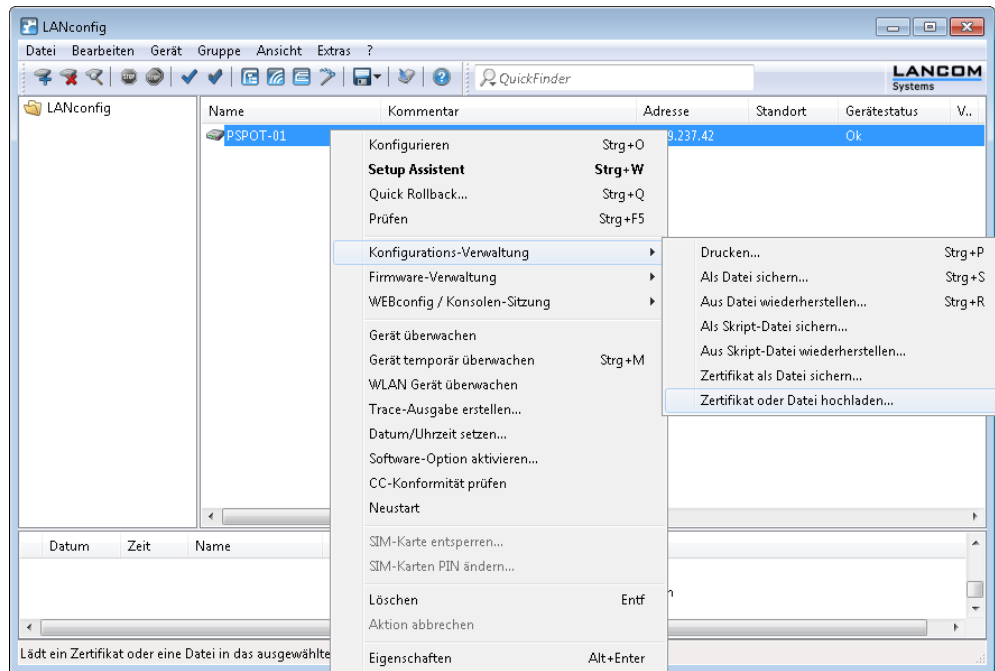 LANconfig
Datei Bearbeiten Gerät Gruppe Ansicht Extras ?
QuickFinder
LANCOM
Systems
LANconfig
Name Kommentar Adresse Standort Gerätestatus V..
PSPOT-01 9.237.42 Ok
Konfigurieren Strg+O
Setup Assistent Strg+W
Quick Rollback... Strg+Q
Prüfen Strg+F5
Konfigurations-Verwaltung
Firmware-Verwaltung
WEBconfig / Konsolen-Sitzung
Gerät überwachen
Gerät temporär überwachen Strg+M
WLAN Gerät überwachen
Trace-Ausgabe erstellen...
Datum/Uhrzeit setzen...
Software-Option aktivieren...
CC-Konformität prüfen
Neustart
SIM-Karte entsperren...
SIM-Karten PIN ändern...
Löschen Entf
Aktion abbrechen
Eigenschaften Alt+Enter
Drucken... Strg+P
Als Datei sichern... Strg+S
Aus Datei wiederherstellen... Strg+R
Als Skript-Datei sichern...
Aus Skript-Datei wiederherstellen...
Zertifikat als Datei sichern...
Zertifikat oder Datei hochladen...
Datum Zeit Name
n
Lädt ein Zertifikat oder eine Datei in das ausgewählte